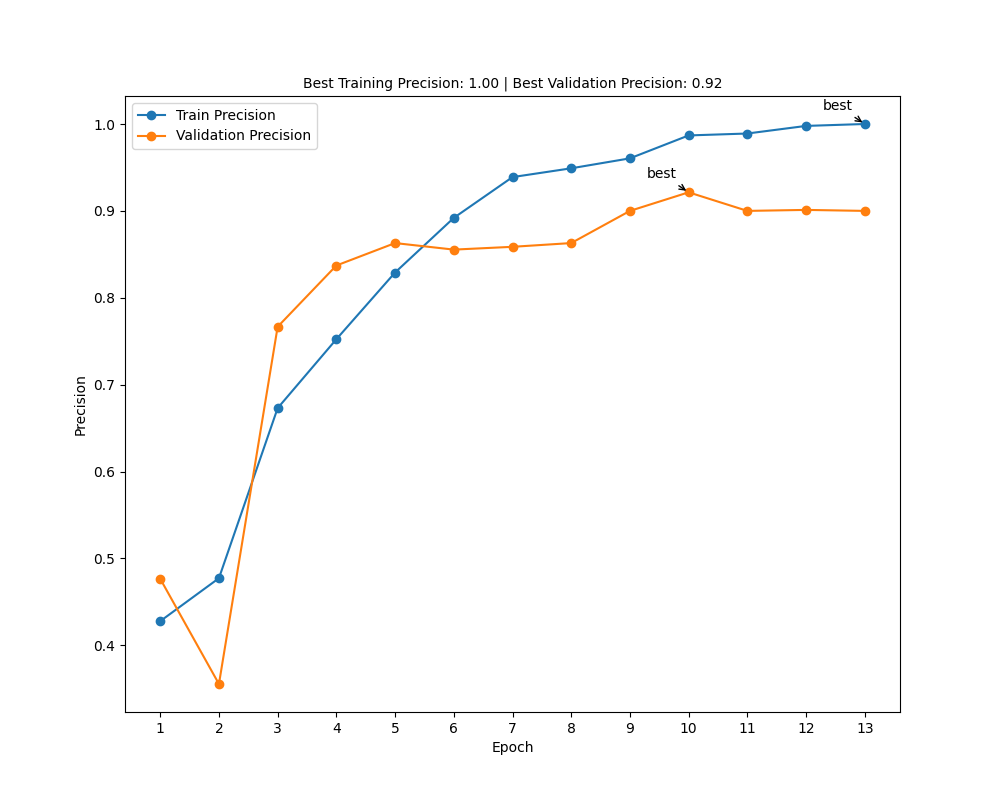 Best Training Precision: 1.00 | Best Validation Precision: 0.92
Train Precision
Validation Precision
best
best
1.0
0.9
0.8
0.7
0.6
0.5
0.4
Precision
1 2 3 4 5 6 7 8 9 10 11 12 13
Epoch